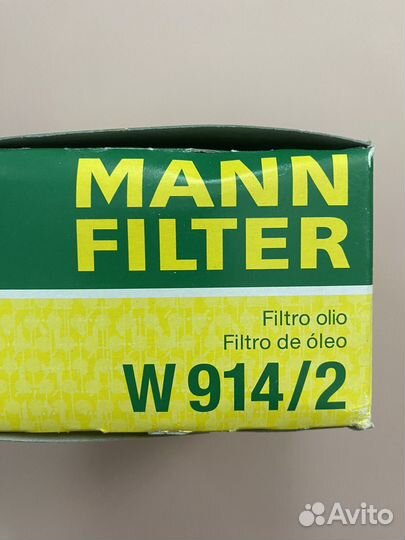 MANN
FILTER
Filtro olio
Filtro de óleo
W 914/2
Avito